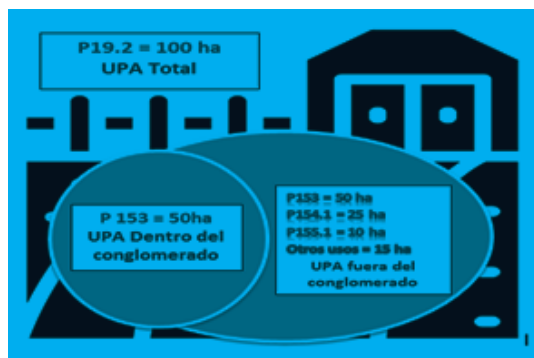 P19.2 = 100 ha
UPA Total
P 153 = 50ha
UPA Dentro del
conglomerado
P153 = 50 ha
P154.1 = 25 ha
P155.1 = 10 ha
Otros usos = 15 ha
UPA fuera del
conglomerado